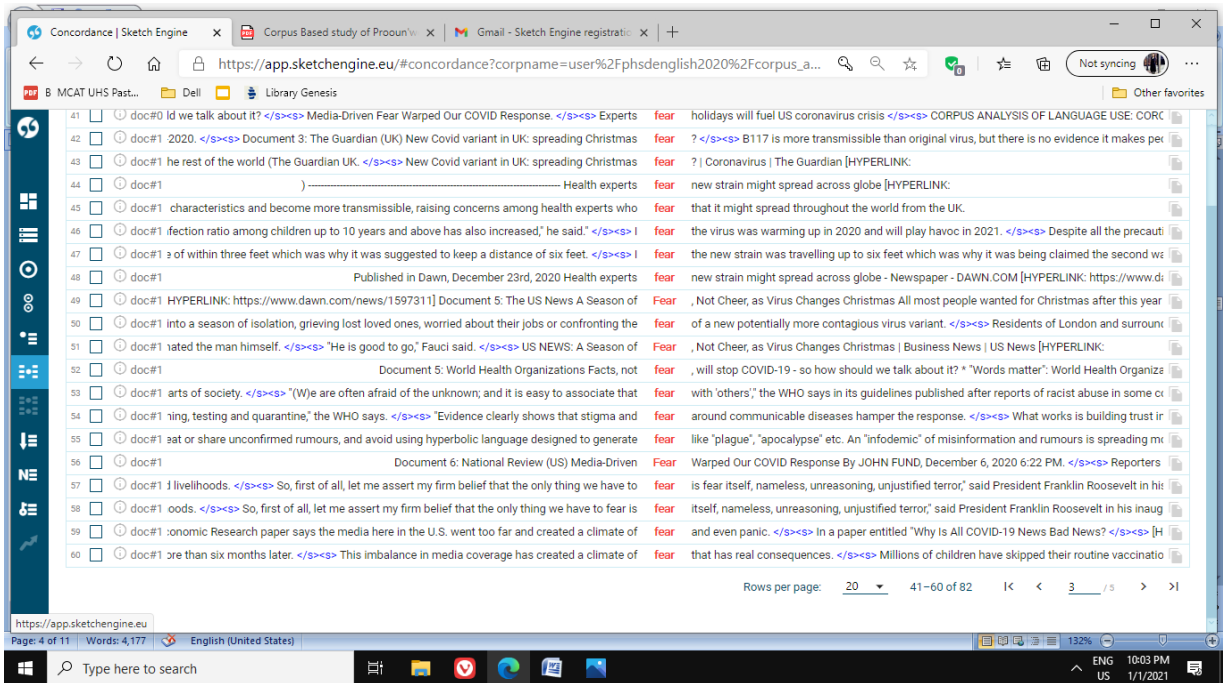 Concordance | Sketch Engine
Corpus Based study of Prooun'w
Gmail - Sketch Engine registratio
https://app.sketchengine.eu/#concordance?corpname=user%2Fphsdenglish2020%2Fcorpus_a...
Not syncing
B MCAT UHS Past...
Dell
Library Genesis
Other favorites
41 doc#0 ld we talk about it? </s><s> Media-Driven Fear Warped Our COVID Response. </s><s> Experts fear holidays will fuel US coronavirus crisis </s><s> CORPUS ANALYSIS OF LANGUAGE USE: CORC
42 doc#1 2020. </s><s> Document 3: The Guardian (UK) New Covid variant in UK: spreading Christmas fear ? </s><s> B117 is more transmissible than original virus, but there is no evidence it makes pec
43 doc#1 he rest of the world (The Guardian UK. </s><s> New Covid variant in UK: spreading Christmas fear ? | Coronavirus | The Guardian [HYPERLINK:
44 doc#1 ) ---------------------------------------------------------------- Health experts fear new strain might spread across globe [HYPERLINK:
45 doc#1 characteristics and become more transmissible, raising concerns among health experts who fear that it might spread throughout the world from the UK.
46 doc#1 fection ratio among children up to 10 years and above has also increased," he said." </s><s> I fear the virus was warming up in 2020 and will play havoc in 2021. </s><s> Despite all the precauti
47 doc#1 e of within three feet which was why it was suggested to keep a distance of six feet. </s><s> I fear the new strain was travelling up to six feet which was why it was being claimed the second wa
48 doc#1 Published in Dawn, December 23rd, 2020 Health experts fear new strain might spread across globe - Newspaper - DAWN.COM [HYPERLINK: https://www.da
49 doc#1 HYPERLINK: https://www.dawn.com/news/1597311] Document 5: The US News A Season of Fear , Not Cheer, as Virus Changes Christmas All most people wanted for Christmas after this year
50 doc#1 into a season of isolation, grieving lost loved ones, worried about their jobs or confronting the fear of a new potentially more contagious virus variant. </s><s> Residents of London and surround
51 doc#1 nated the man himself. </s><s> "He is good to go," Fauci said. </s><s> US NEWS: A Season of Fear , Not Cheer, as Virus Changes Christmas | Business News | US News [HYPERLINK:
52 doc#1 Document 5: World Health Organizations Facts, not fear , will stop COVID-19 - so how should we talk about it? * "Words matter": World Health Organiza
53 doc#1 arts of society. </s><s> "(W)e are often afraid of the unknown; and it is easy to associate that fear with 'others'," the WHO says in its guidelines published after reports of racist abuse in some cc
54 doc#1 ning, testing and quarantine," the WHO says. </s><s> "Evidence clearly shows that stigma and fear around communicable diseases hamper the response. </s><s> What works is building trust in
55 doc#1 eat or share unconfirmed rumours, and avoid using hyperbolic language designed to generate fear like "plague", "apocalypse" etc. An "infodemic" of misinformation and rumours is spreading mo
56 doc#1 Document 6: National Review (US) Media-Driven Fear Warped Our COVID Response By JOHN FUND, December 6, 2020 6:22 PM. </s><s> Reporters
57 doc#1 d livelihoods. </s><s> So, first of all, let me assert my firm belief that the only thing we have to fear is fear itself, nameless, unreasoning, unjustified terror," said President Franklin Roosevelt in his
58 doc#1 oods. </s><s> So, first of all, let me assert my firm belief that the only thing we have to fear is fear itself, nameless, unreasoning, unjustified terror," said President Franklin Roosevelt in his inaug
59 doc#1 conomic Research paper says the media here in the U.S. went too far and created a climate of fear and even panic. </s><s> In a paper entitled "Why Is All COVID-19 News Bad News? </s><s> [H
60 doc#1 ore than six months later. </s><s> This imbalance in media coverage has created a climate of fear that has real consequences. </s><s> Millions of children have skipped their routine vaccinatio
Rows per page: 20 41–60 of 82 3 / 5
https://app.sketchengine.eu
Page: 4 of 11 Words: 4,177 English (United States) 132%
Type here to search
ENG 10:03 PM
US 1/1/2021